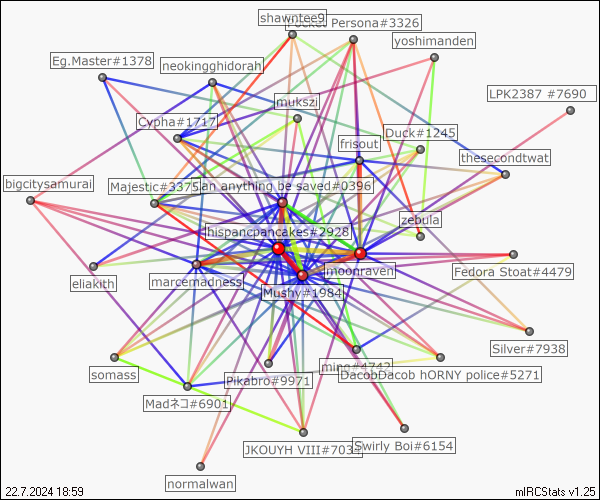 shawntee9
Pocket Persona#3326
yoshimanden
Eg.Master#1378
neokingghidorah
LPK2387 #7690
mukszi
Cypha#1717
Duck#1245
frisout
thesecondtwat
bigcitysamurai
Majestic#3375
an anything be saved#0396
zebula
hispancpancakes#2928
moonraven
Fedora Stoat#4479
eliakith
marcemadness
Mushy#1984
Silver#7938
somass
mino#4742
Pikabro#9971
DacobDacob hORNY police#5271
Madネコ#6901
JKOUYH VIII#703
Swirly Boi#6154
normalwan
22.7.2024 18:59
mIRCStats v1.25